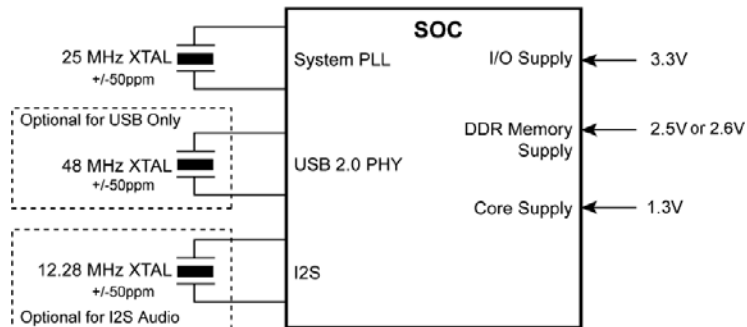 SOC
25 MHz XTAL
+/-50ppm
System PLL
I/O Supply
3.3V
Optional for USB Only
48 MHz XTAL
+/-50ppm
USB 2.0 PHY
DDR Memory
Supply
2.5V or 2.6V
Core Supply
1.3V
12.28 MHz XTAL
+/-50ppm
I2S
Optional for I2S Audio